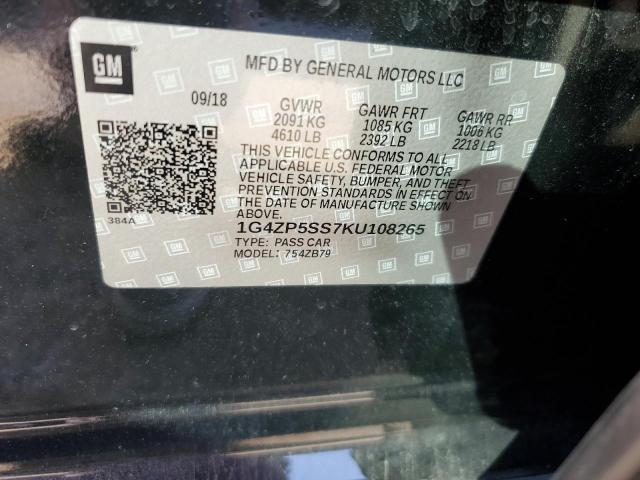 GM
MFD BY GENERAL MOTORS LLC
09/18
GVWR GAWR FRT GAWR RR
2091 KG 1085 KG 1006 KG
4610 LB 2392 LB 2218 LB
THIS VEHICLE CONFORMS TO ALL
APPLICABLE U.S. FEDERAL MOTOR
VEHICLE SAFETY, BUMPER, AND THEFT
PREVENTION STANDARDS IN EFFECT ON
THE DATE OF MANUFACTURE SHOWN
ABOVE.
384A
1G4ZP5SS7KU108265
TYPE: PASS CAR
MODEL: 754ZB79